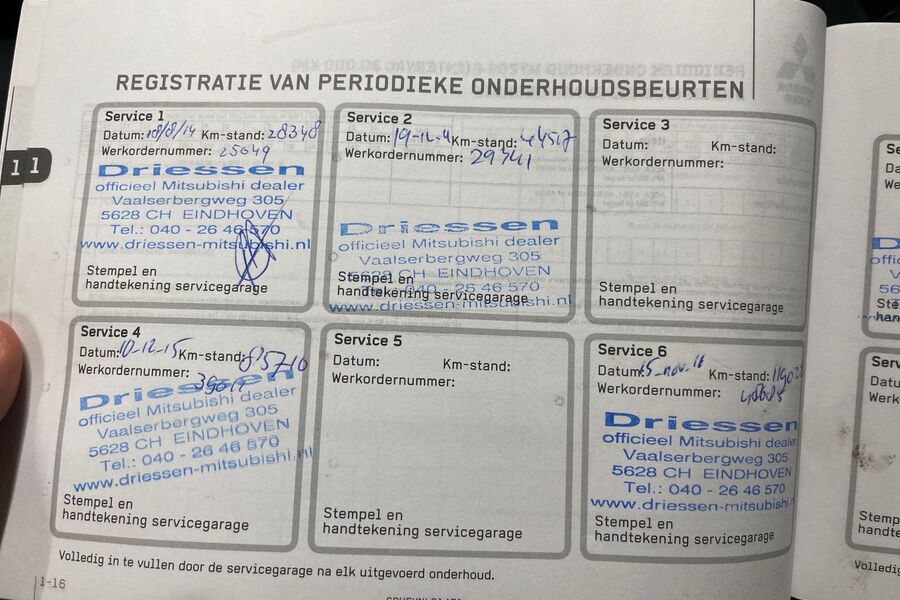 11
REGISTRATIE VAN PERIODIEKE ONDERHOUDSBEURTEN
Service 1
Datum: 18/8/14 Km-stand: 28348
Werkordernummer: 25649
Driessen
officieel Mitsubishi dealer
Vaalserbergweg 305
5628 CH EINDHOVEN
Tel.: 040 - 26 46 570
www.driessen-mitsubishi.nl
Stempel en
handtekening servicegarage
Service 2
Datum: 19-12-4 Km-stand: 44517
Werkordernummer: 29341
Driessen
officieel Mitsubishi dealer
Vaalserbergweg 305
5628 CH EINDHOVEN
Stempel en
Tel.: 040 - 26 46 570
handtekening servicegarage
www.driessen-mitsubishi.nl
Service 3
Datum: Km-stand:
Werkordernummer:
Stempel en
handtekening servicegarage
Service 4
Datum: 10-12-15 Km-stand: 85710
Werkordernummer:
Driessen
officieel Mitsubishi dealer
Vaalserbergweg 305
5628 CH EINDHOVEN
Tel.: 040 - 26 46 570
www.driessen-mitsubishi.nl
Stempel en
handtekening servicegarage
Service 5
Datum: Km-stand:
Werkordernummer:
Stempel en
handtekening servicegarage
Service 6
Datum: 15-nov-16 Km-stand:
Werkordernummer:
Driessen
officieel Mitsubishi dealer
Vaalserbergweg 305
5628 CH EINDHOVEN
Tel.: 040 - 26 46 570
www.driessen-mitsubishi.nl
Stempel en
handtekening servicegarage
Volledig in te vullen door de servicegarage na elk uitgevoerd onderhoud.
1-16